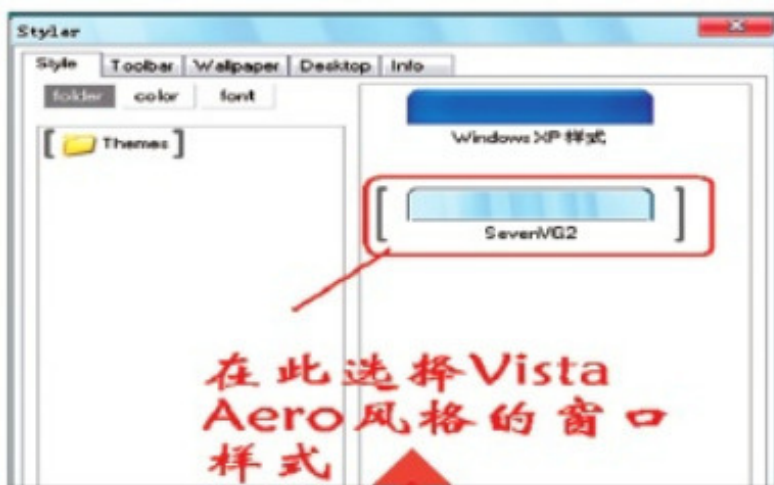 Styler
Style Toolbar Wallpaper Desktop Info
folder color font
[ Themes ]
Windows XP 样式
[ SevenVG2 ]
在此选择Vista
Aero风格的窗口
样式